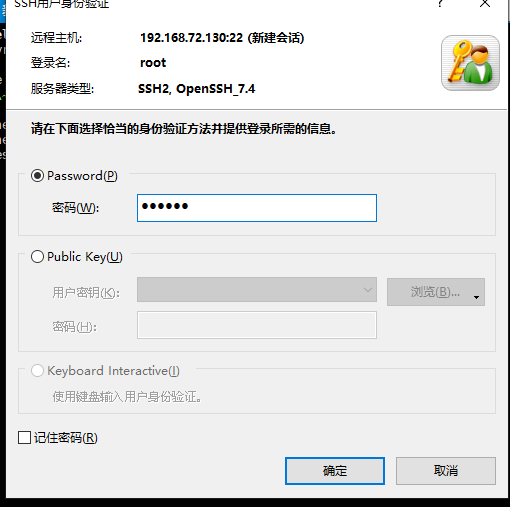 SSH用户身份验证
?
远程主机: 192.168.72.130:22 (新建会话)
登录名: root
服务器类型: SSH2, OpenSSH_7.4
请在下面选择恰当的身份验证方法并提供登录所需的信息。
Password(P)
密码(W): ●●●●●●
Public Key(U)
用户密钥(K): 浏览(B)...
密码(H):
Keyboard Interactive(I)
使用键盘输入用户身份验证。
记住密码(R)
确定 取消